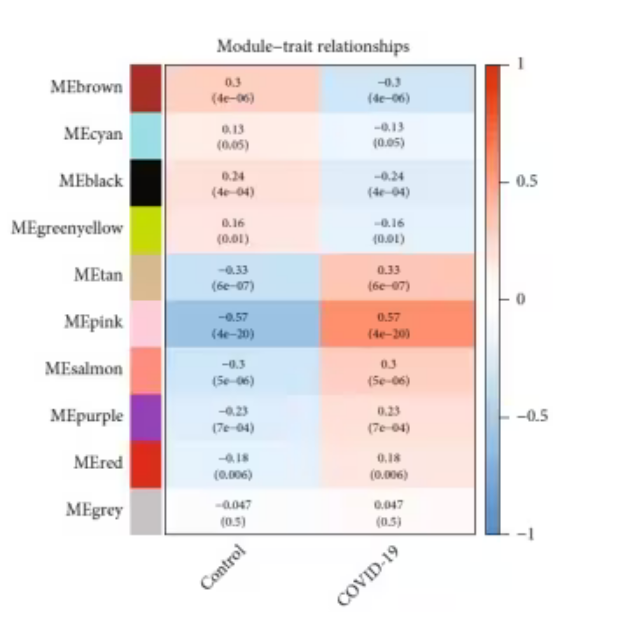 Module−trait relationships
MEbrown
0.3
(4e−06)
−0.3
(4e−06)
MEcyan
0.13
(0.05)
−0.13
(0.05)
MEblack
0.24
(4e−04)
−0.24
(4e−04)
MEgreenyellow
0.16
(0.01)
−0.16
(0.01)
MEtan
−0.33
(6e−07)
0.33
(6e−07)
MEpink
−0.57
(4e−20)
0.57
(4e−20)
MEsalmon
−0.3
(5e−06)
0.3
(5e−06)
MEpurple
−0.23
(7e−04)
0.23
(7e−04)
MEred
−0.18
(0.006)
0.18
(0.006)
MEgrey
−0.047
(0.5)
0.047
(0.5)
Control
COVID-19
1
0.5
0
−0.5
−1